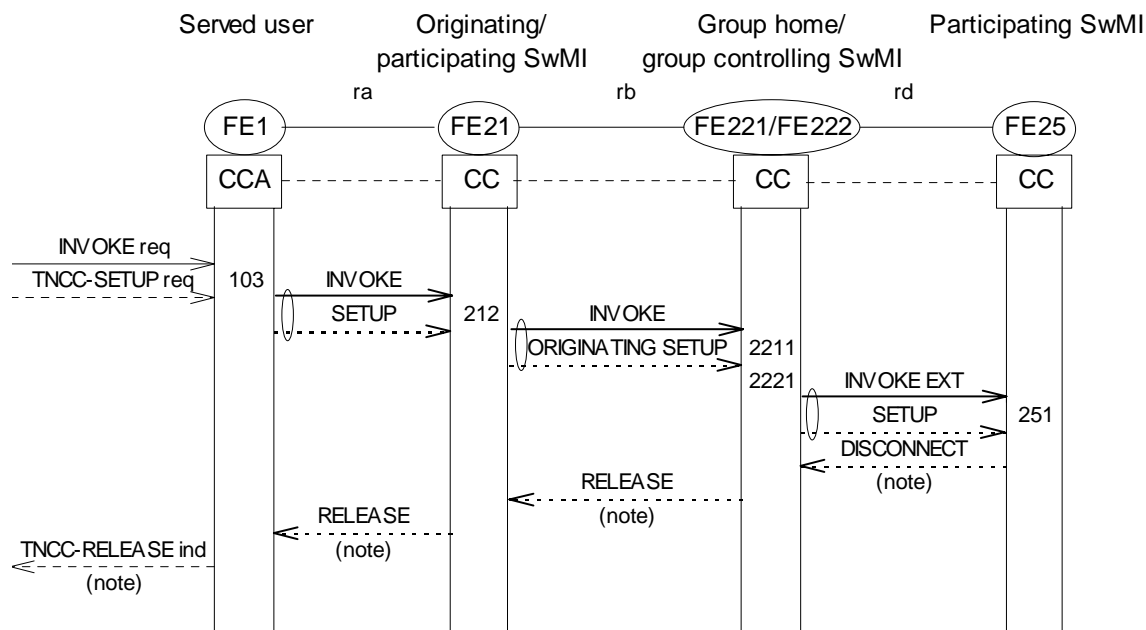 Served user
Originating/
participating SwMI
Group home/
group controlling SwMI
Participating SwMI
ra
rb
rd
FE1
FE21
FE221/FE222
FE25
CCA
CC
CC
CC
INVOKE req
TNCC-SETUP req
103
INVOKE
SETUP
212
INVOKE
ORIGINATING SETUP
2211
2221
INVOKE EXT
SETUP
251
DISCONNECT
(note)
RELEASE
(note)
RELEASE
(note)
TNCC-RELEASE ind
(note)